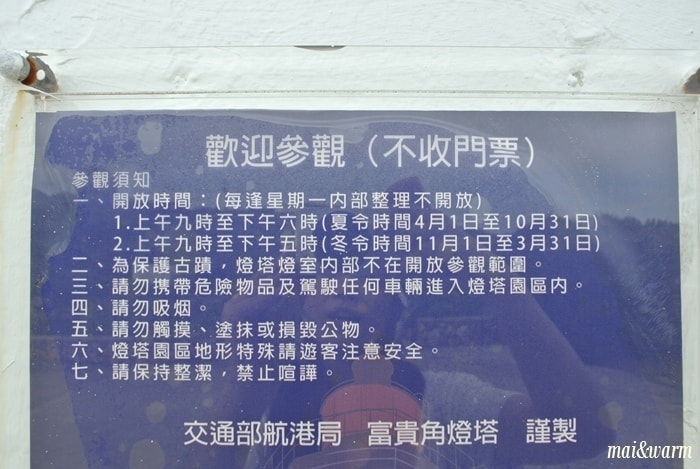 歡迎參觀（不收門票）
參觀須知
一、開放時間：(每逢星期一內部整理不開放)
1.上午九時至下午六時(夏令時間4月1日至10月31日)
2.上午九時至下午五時(冬令時間11月1日至3月31日)
二、為保護古蹟，燈塔燈室內部不在開放參觀範圍。
三、請勿携帶危險物品及駕駛任何車輛進入燈塔園區內。
四、請勿吸烟。
五、請勿觸摸、塗抹或損毀公物。
六、燈塔園區地形特殊請遊客注意安全。
七、請保持整潔，禁止喧譁。
交通部航港局　富貴角燈塔　謹製
mai&warm